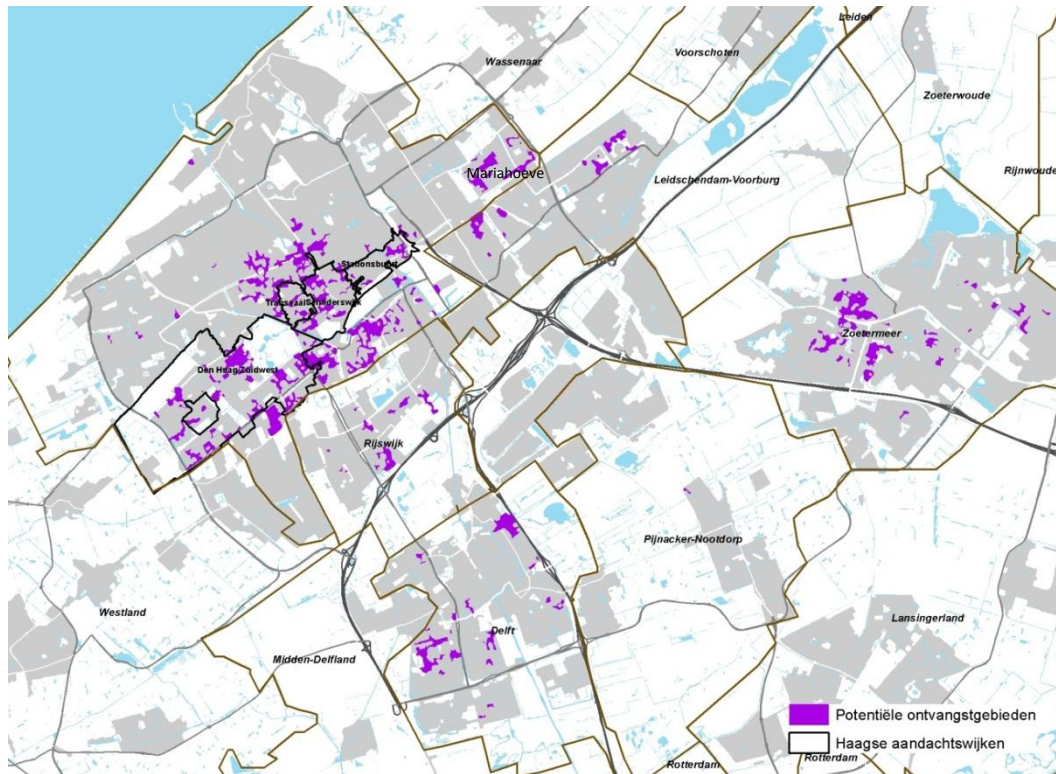 Leiden
Voorschoten
Wassenaar
Zoeterwoude
Mariahoeve
Leidschendam-Voorburg
Rijnwoude
Stationsbuurt
Transvaal
Schilderswijk
Zoetermeer
Den Haag Zuidwest
Rijswijk
Pijnacker-Nootdorp
Westland
Lansingerland
Delft
Midden-Delfland
Potentiële ontvangstgebieden
Haagse aandachtswijken
Rotterdam
Rotterdam